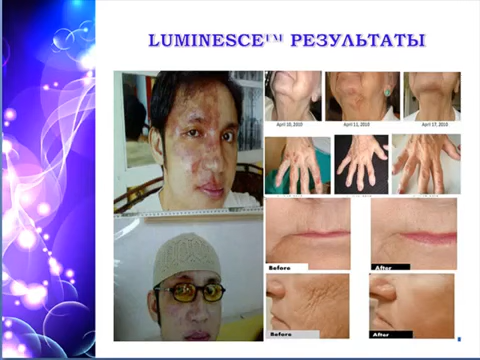 LUMINESCE™ РЕЗУЛЬТАТЫ
April 10, 2010 April 11, 2010 April 17, 2010
Before After
Before After